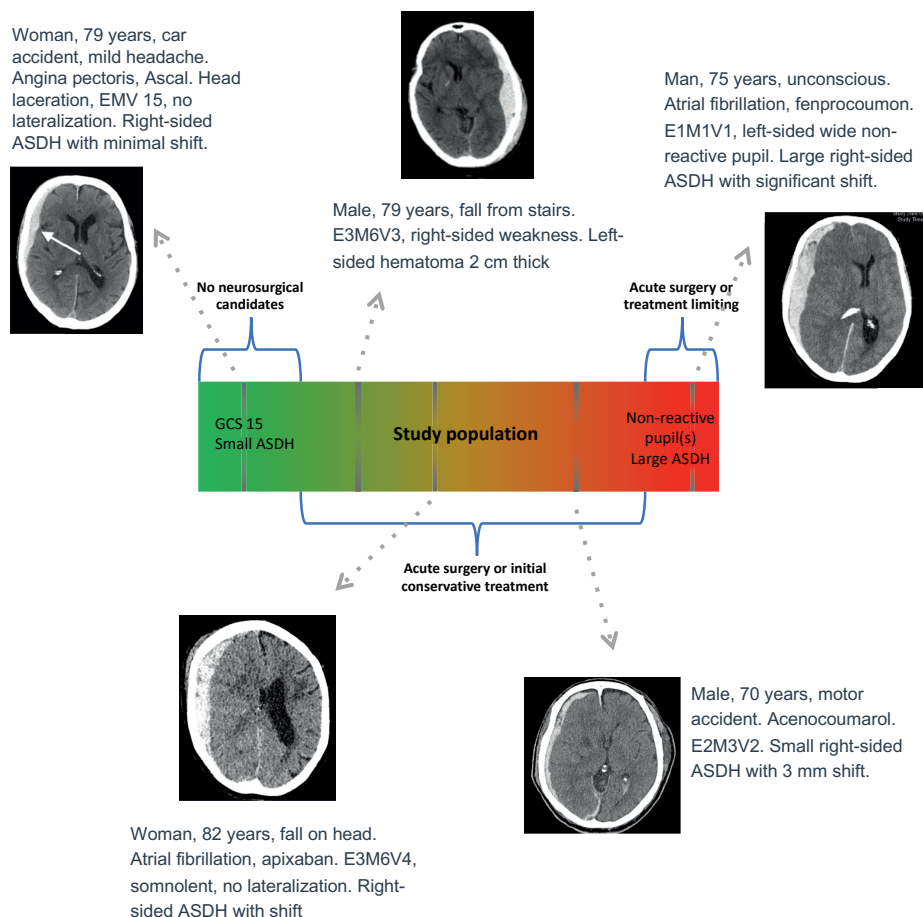 Woman, 79 years, car
accident, mild headache.
Angina pectoris, Ascal. Head
laceration, EMV 15, no
lateralization. Right-sided
ASDH with minimal shift.
Male, 79 years, fall from stairs.
E3M6V3, right-sided weakness. Left-
sided hematoma 2 cm thick
Man, 75 years, unconscious.
Atrial fibrillation, fenprocoumon.
E1M1V1, left-sided wide non-
reactive pupil. Large right-sided
ASDH with significant shift.
No neurosurgical
candidates
Acute surgery or
treatment limiting
GCS 15
Small ASDH
Study population
Non-reactive
pupil(s)
Large ASDH
Acute surgery or initial
conservative treatment
Woman, 82 years, fall on head.
Atrial fibrillation, apixaban. E3M6V4,
somnolent, no lateralization. Right-
sided ASDH with shift
Male, 70 years, motor
accident. Acenocoumarol.
E2M3V2. Small right-sided
ASDH with 3 mm shift.